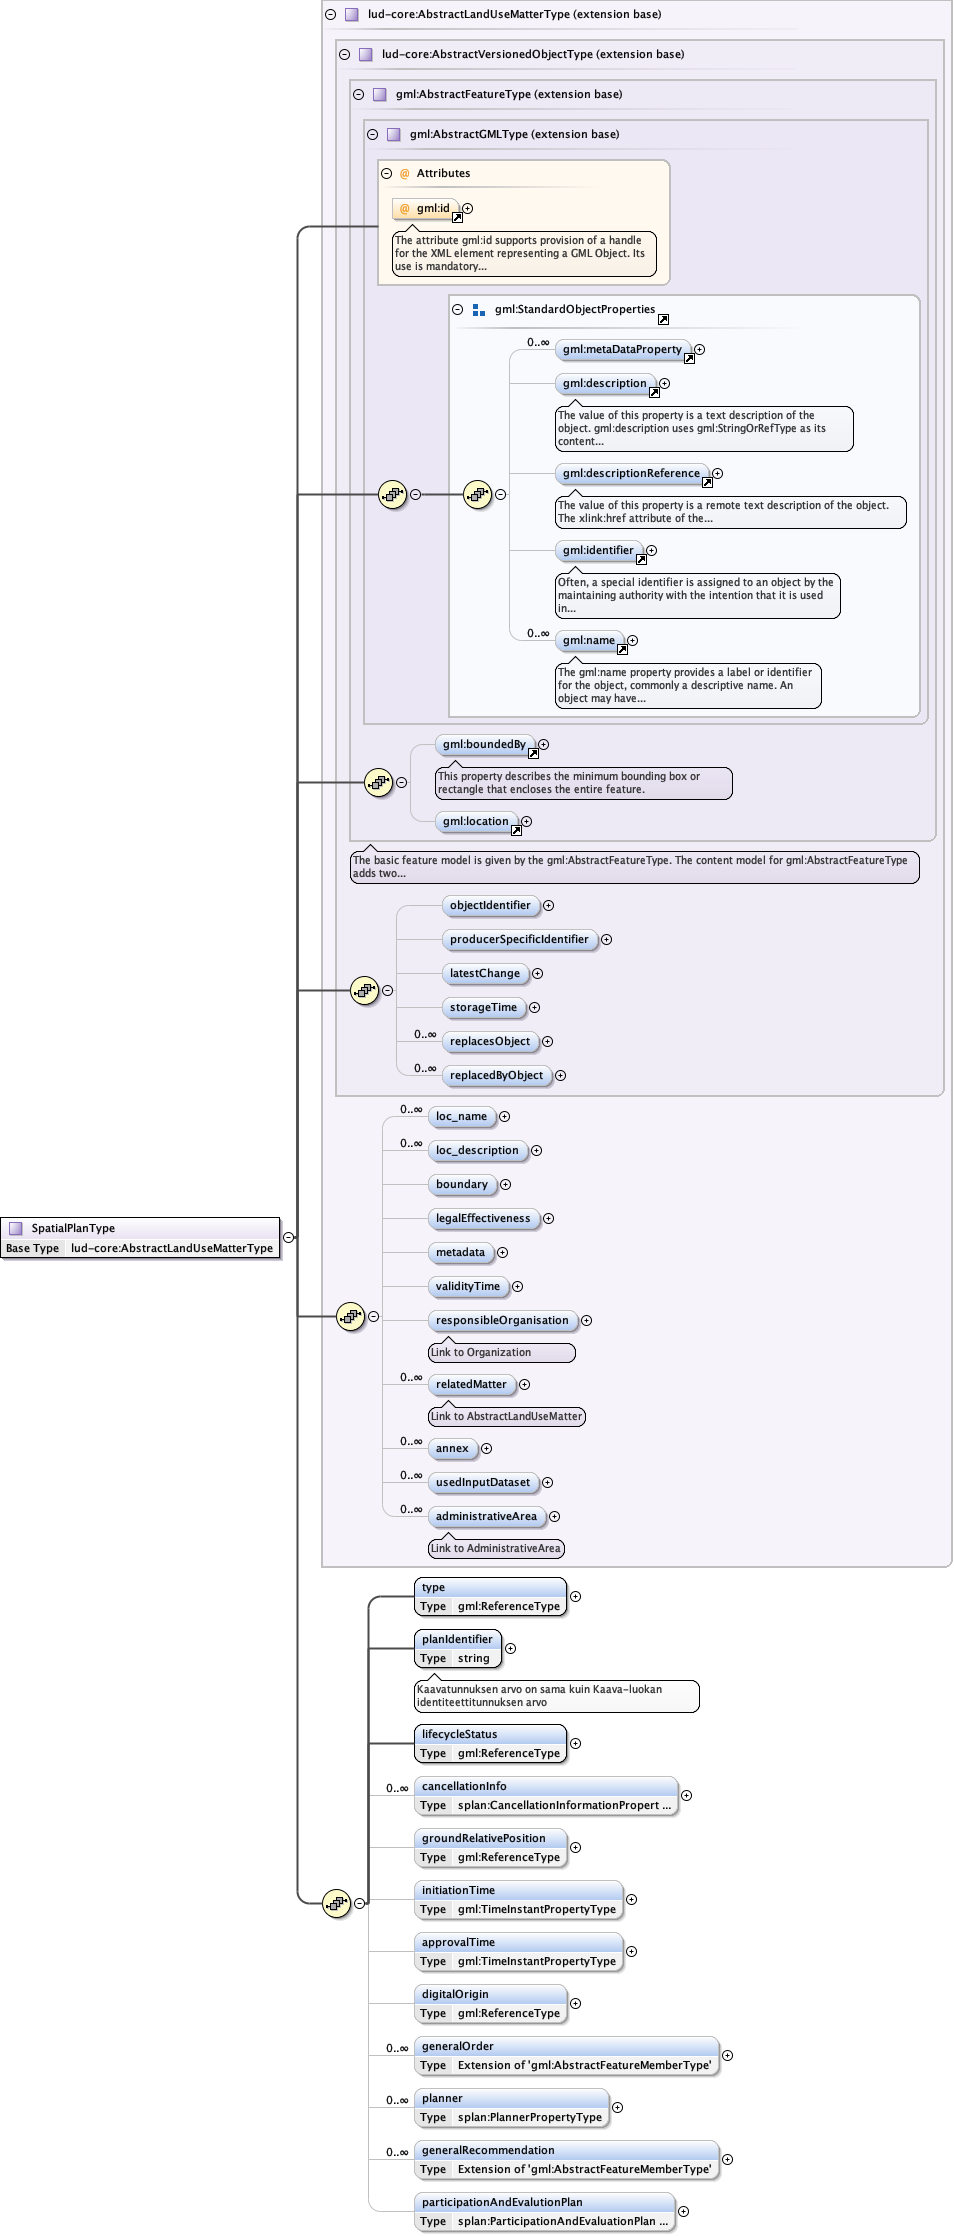 lud-core:AbstractLandUseMatterType (extension base)
lud-core:AbstractVersionedObjectType (extension base)
gml:AbstractFeatureType (extension base)
gml:AbstractGMLType (extension base)
@ Attributes
@ gml:id
The attribute gml:id supports provision of a handle
for the XML element representing a GML Object. Its
use is mandatory...
gml:StandardObjectProperties
0..∞
gml:metaDataProperty
gml:description
The value of this property is a text description of the
object. gml:description uses gml:StringOrRefType as its
content...
gml:descriptionReference
The value of this property is a remote text description of the object.
The xlink:href attribute of the...
gml:identifier
Often, a special identifier is assigned to an object by the
maintaining authority with the intention that it is used
in...
0..∞
gml:name
The gml:name property provides a label or identifier
for the object, commonly a descriptive name. An
object may have...
gml:boundedBy
This property describes the minimum bounding box or
rectangle that encloses the entire feature.
gml:location
The basic feature model is given by the gml:AbstractFeatureType. The content model for gml:AbstractFeatureType
adds two...
objectIdentifier
producerSpecificIdentifier
latestChange
storageTime
0..∞
replacesObject
0..∞
replacedByObject
0..∞
loc_name
0..∞
loc_description
boundary
legalEffectiveness
SpatialPlanType
Base Type lud-core:AbstractLandUseMatterType
metadata
validityTime
responsibleOrganisation
Link to Organization
0..∞
relatedMatter
Link to AbstractLandUseMatter
0..∞
annex
0..∞
usedInputDataset
0..∞
administrativeArea
Link to AdministrativeArea
type
Type gml:ReferenceType
planIdentifier
Type string
Kaavatunnuksen arvo on sama kuin Kaava-luokan
identiteettitunnuksen arvo
lifecycleStatus
Type gml:ReferenceType
0..∞
cancellationInfo
Type splan:CancellationInformationPropert ...
groundRelativePosition
Type gml:ReferenceType
initiationTime
Type gml:TimeInstantPropertyType
approvalTime
Type gml:TimeInstantPropertyType
digitalOrigin
Type gml:ReferenceType
0..∞
generalOrder
Type Extension of 'gml:AbstractFeatureMemberType'
0..∞
planner
Type splan:PlannerPropertyType
0..∞
generalRecommendation
Type Extension of 'gml:AbstractFeatureMemberType'
participationAndEvalutionPlan
Type splan:ParticipationAndEvaluationPlan ...